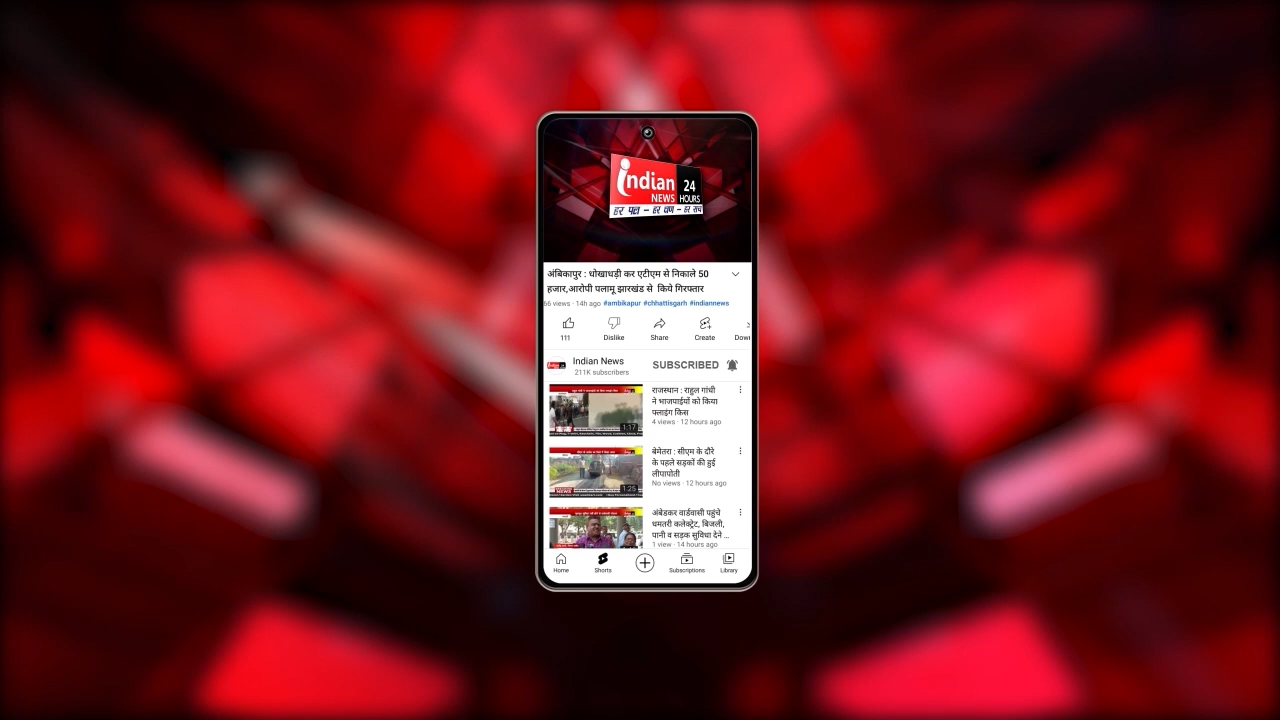 indian
NEWS
24
HOURS
हर पल - हर क्षण - हर सच
अंबिकापुर : धोखाधड़ी कर एटीएम से निकाले 50
हजार,आरोपी पलामू झारखंड से किये गिरफ्तार
66 views · 14h ago #ambikapur #chhattisgarh #indiannews
111
Dislike
Share
Create
Indian News
211K subscribers
SUBSCRIBED
राजस्थान : राहुल गांधी
ने भाजपाईयों को किया
फ्लाइंग किस
4 views · 12 hours ago
1:17
बेमेतरा : सीएम के दौरे
के पहले सड़कों की हुई
लीपापोती
No views · 12 hours ago
1:25
अंबेडकर वार्डवासी पहुंचे
धमतरी कलेक्ट्रेट, बिजली,
पानी व सड़क सुविधा देने ...
1 view · 14 hours ago
Home
Shorts
Subscriptions
Library